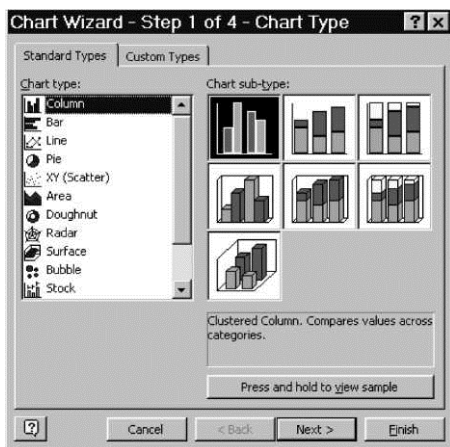 Chart Wizard - Step 1 of 4 - Chart Type
Standard Types
Custom Types
Chart type:
Column
Bar
Line
Pie
XY (Scatter)
Area
Doughnut
Radar
Surface
Bubble
Stock
Chart sub-type:
Clustered Column. Compares values across
categories.
Press and hold to view sample
Cancel
< Back
Next >
Finish